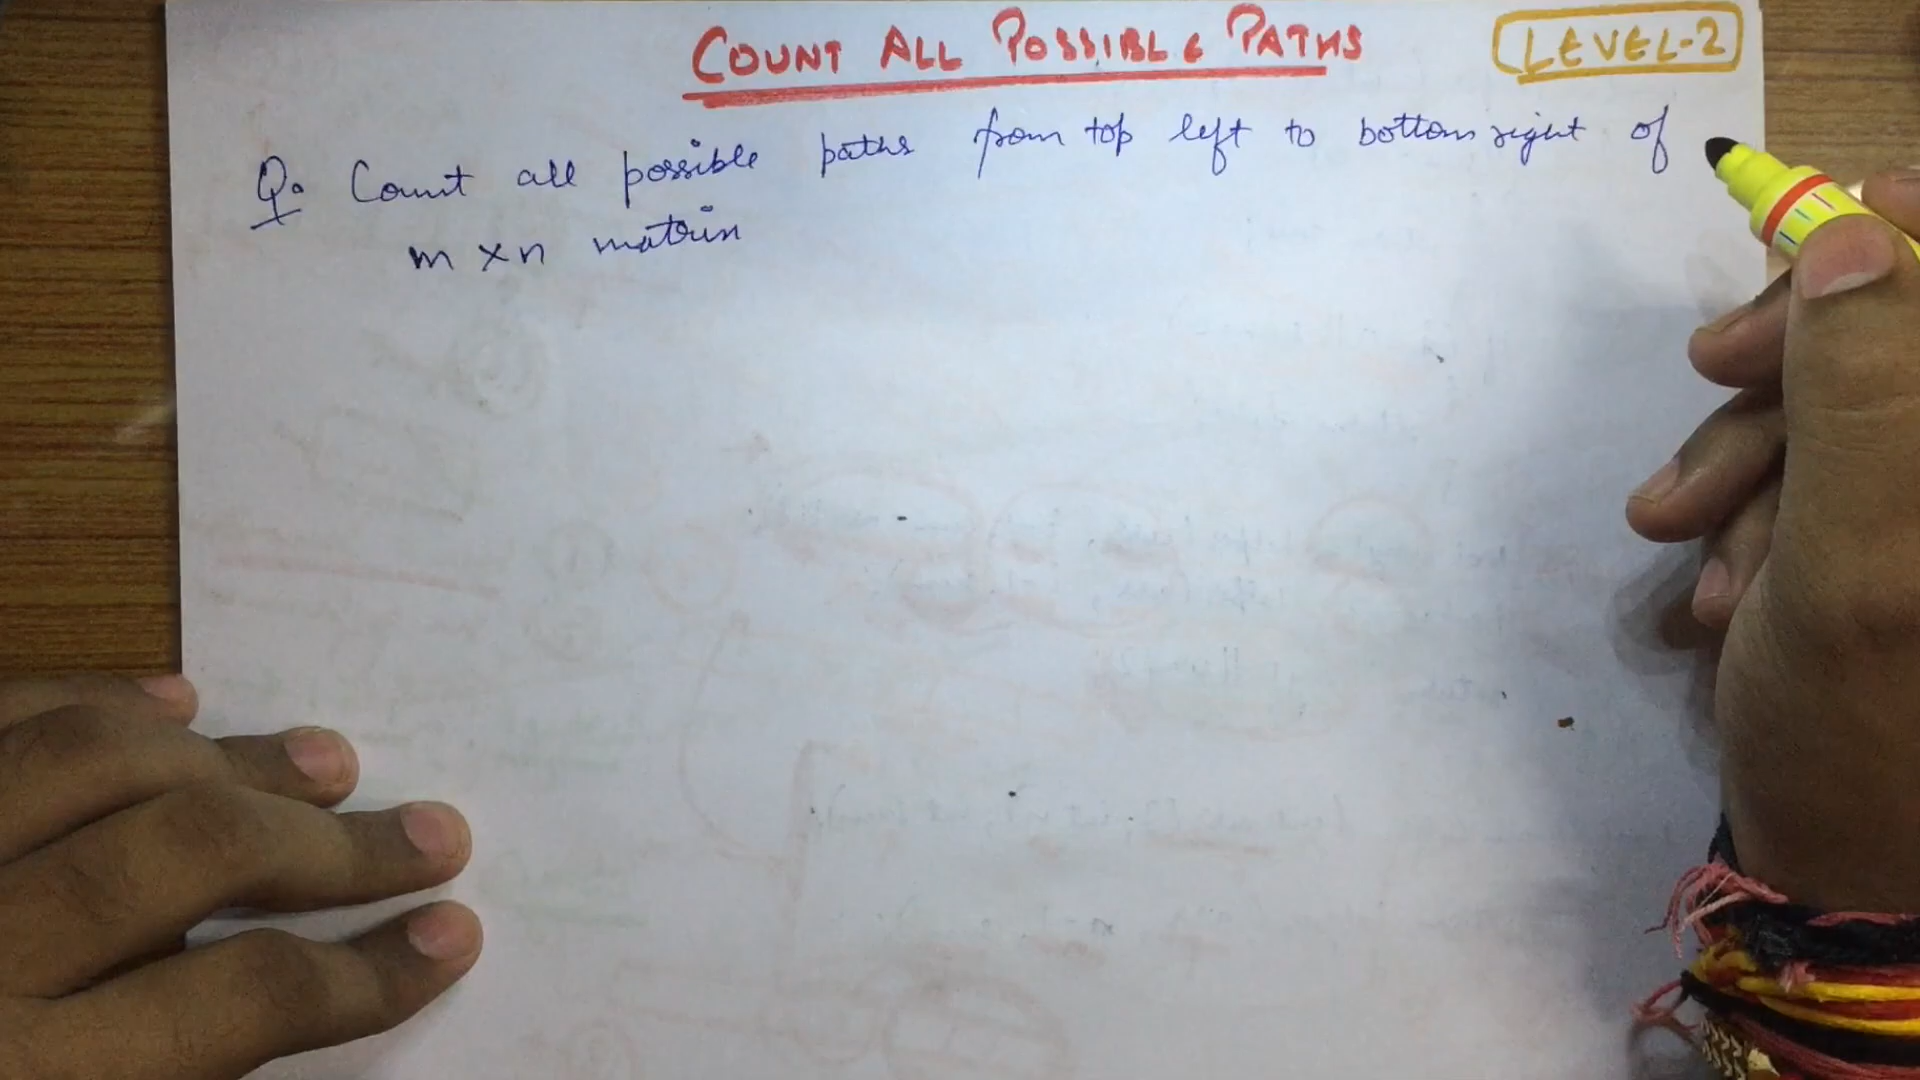 COUNT ALL POSSIBLE PATHS
LEVEL-2
Q. Count all possible paths from top left to bottom right of
m x n matrix